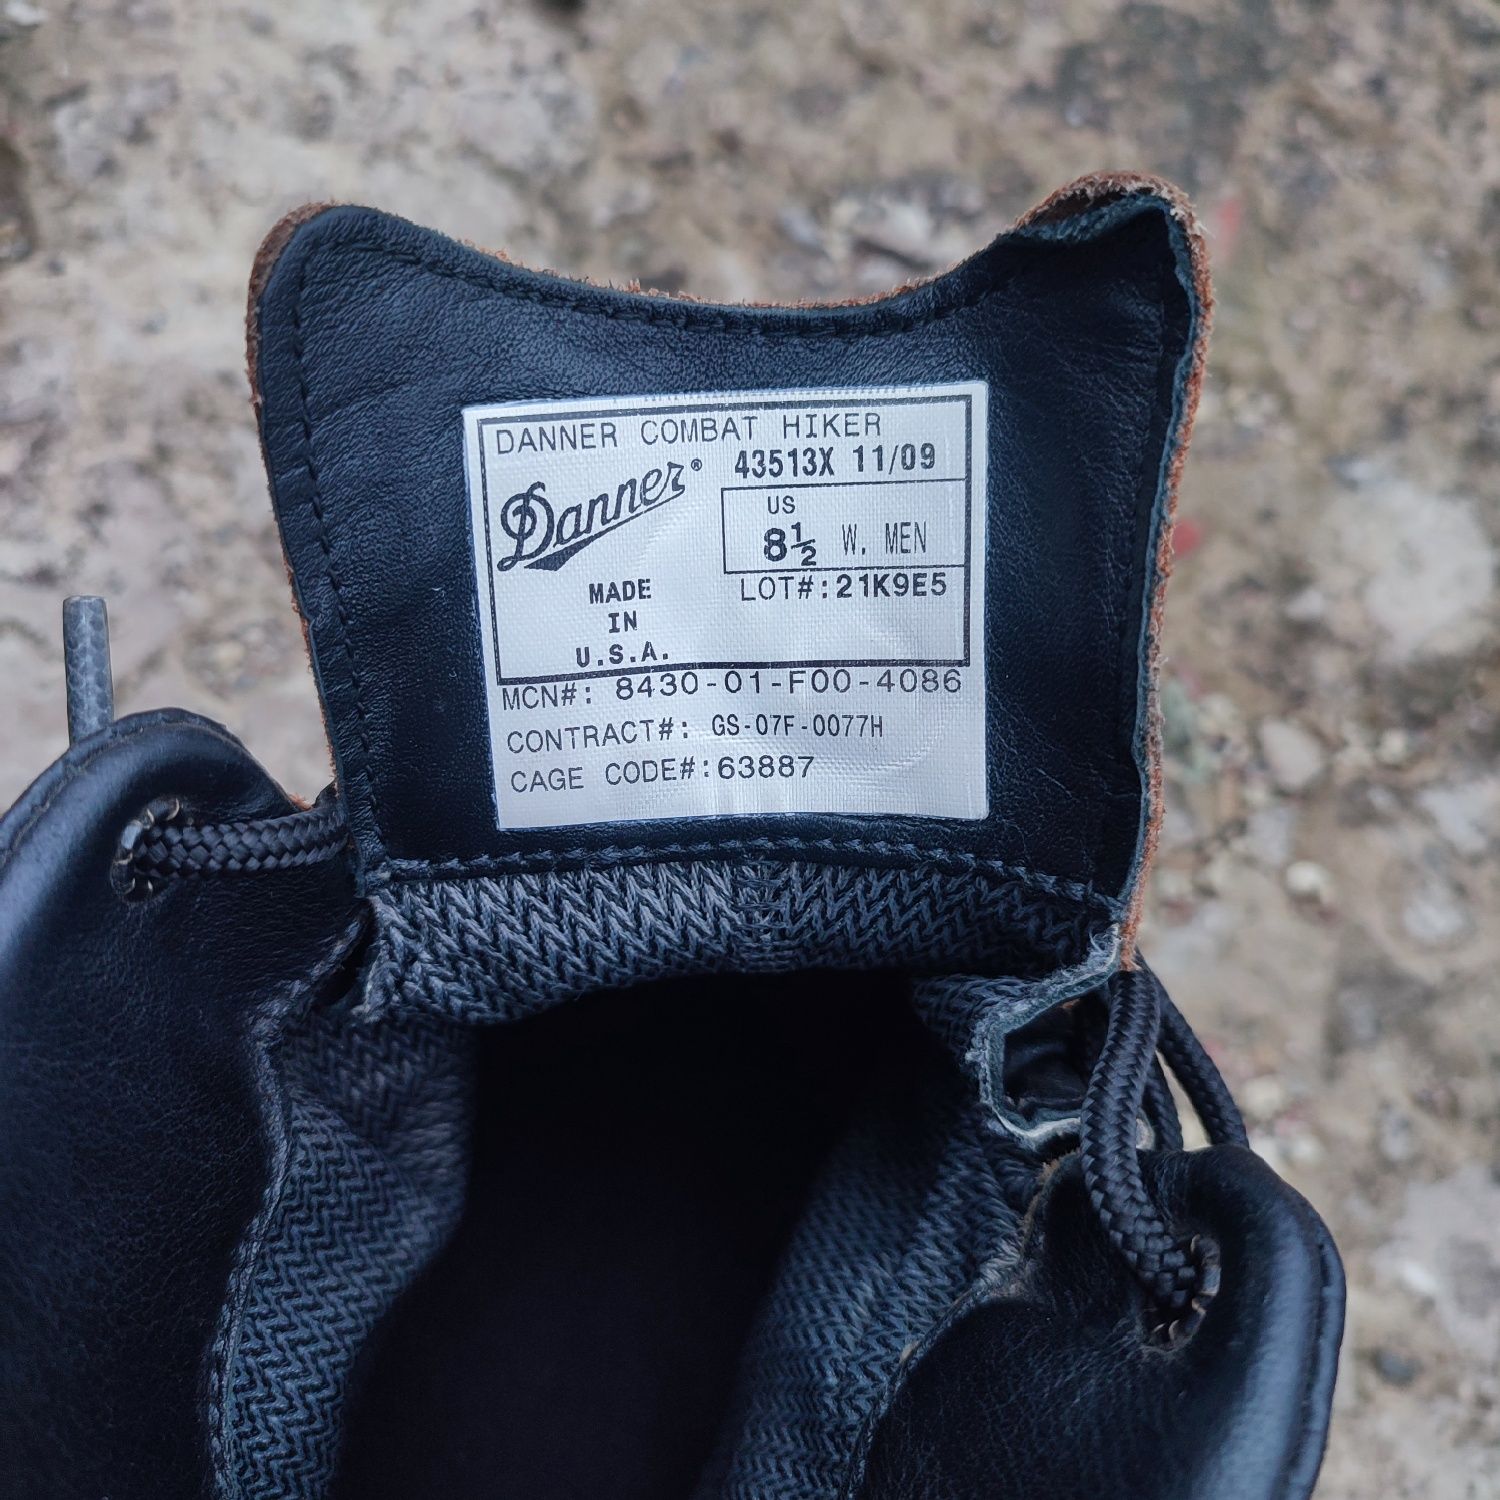 DANNER COMBAT HIKER
Danner®
43513X 11/09
US
8½ W. MEN
MADE
IN
U.S.A.
LOT#:21K9E5
MCN#: 8430-01-F00-4086
CONTRACT#: GS-07F-0077H
CAGE CODE#:63887